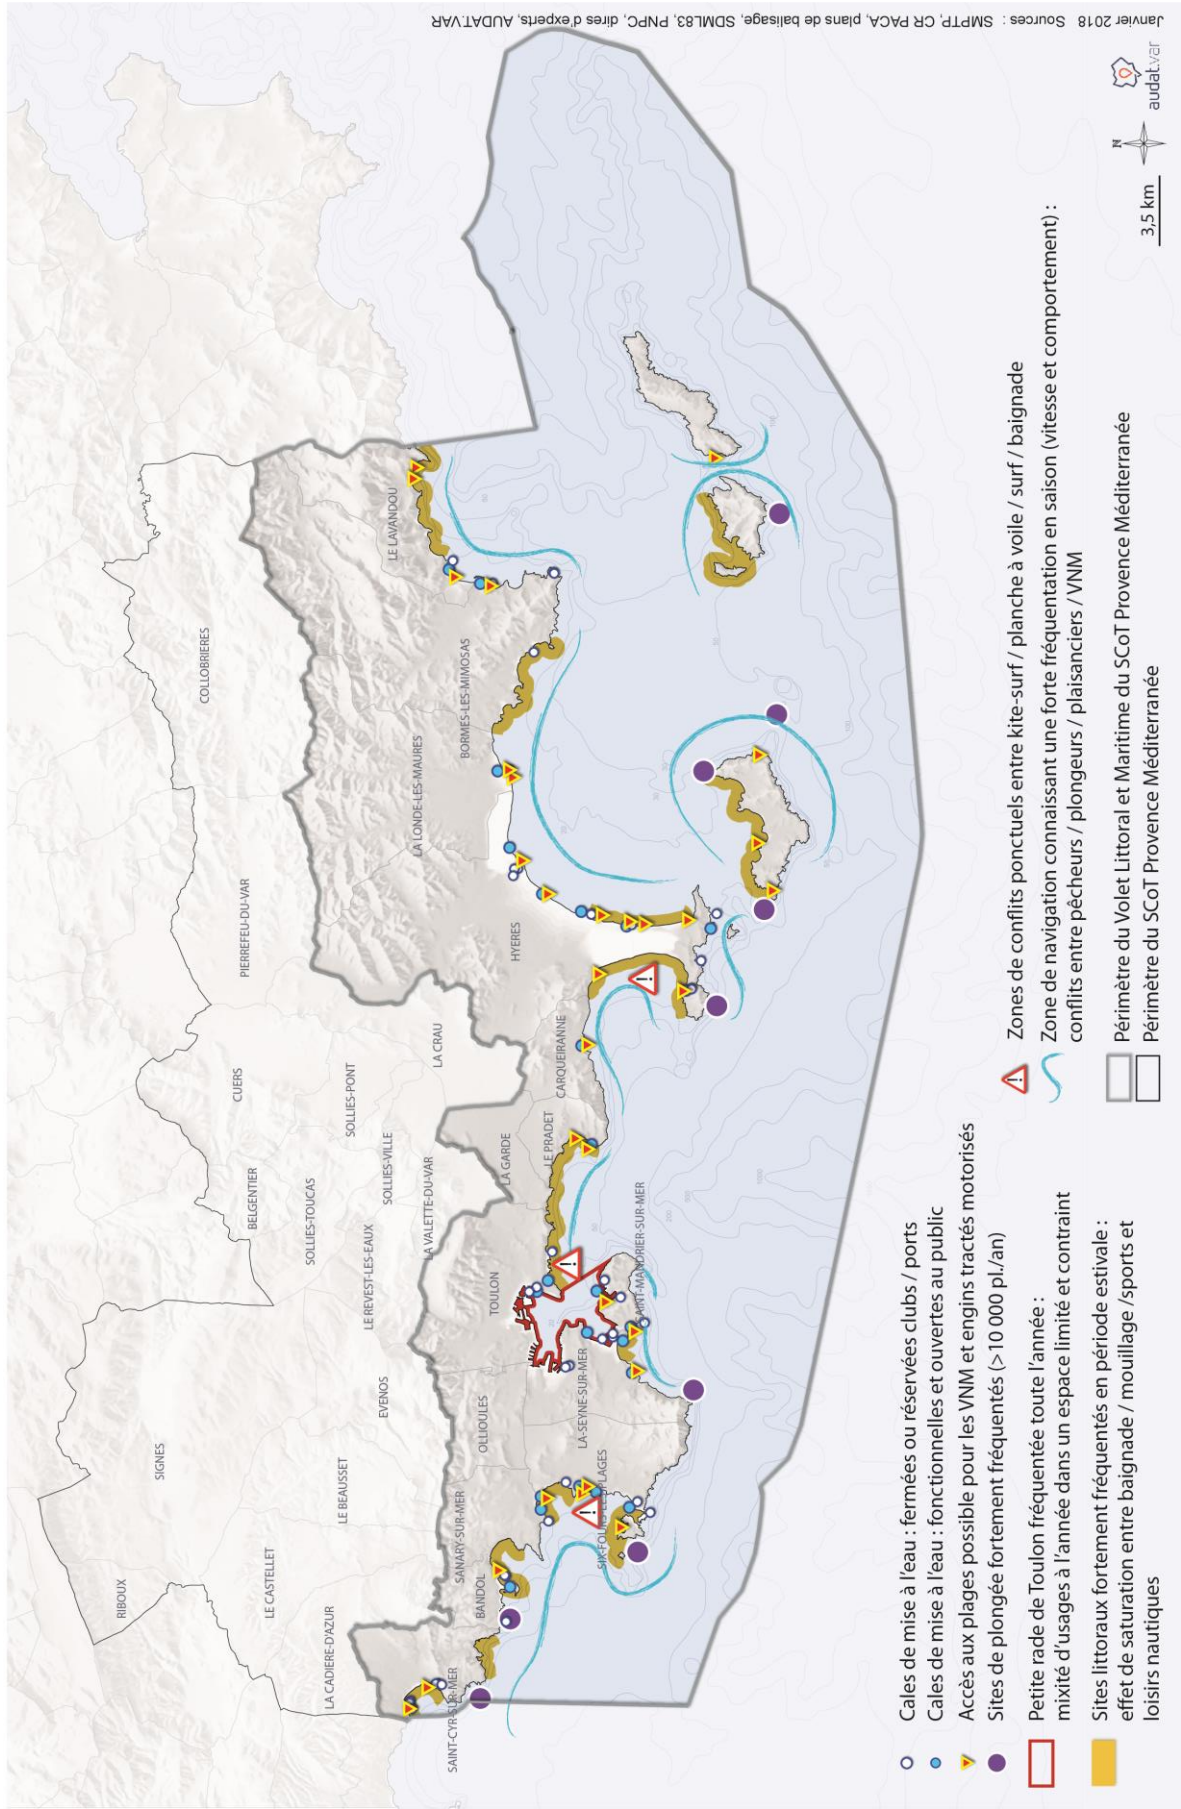 RIBOUX
SIGNES
LE CASTELLET
LE BEAUSSET
LA CADIERE-D'AZUR
EVENOS
LE REVEST-LES-EAUX
BELGENTIER
SOLLIES-TOUCAS
SOLLIES-VILLE
SOLLIES-PONT
CUERS
PIERREFEU-DU-VAR
COLLOBRIERES
LA VALETTE-DU-VAR
LA CRAU
SAINT-CYR-SUR-MER
BANDOL
SANARY-SUR-MER
OLLIOULES
TOULON
LA GARDE
LE PRADET
CARQUEIRANNE
HYERES
LA LONDE-LES-MAURES
BORMES-LES-MIMOSAS
LE LAVANDOU
SIX-FOURS-LES-PLAGES
LA-SEYNE-SUR-MER
SAINT-MANDRIER-SUR-MER
Cales de mise à l'eau : fermées ou réservées clubs / ports
Cales de mise à l'eau : fonctionnelles et ouvertes au public
Accès aux plages possible pour les VNM et engins tractés motorisés
Sites de plongée fortement fréquentés (>10 000 pl./an)
Petite rade de Toulon fréquentée toute l'année :
mixité d'usages à l'année dans un espace limité et contraint
Sites littoraux fortement fréquentés en période estivale :
effet de saturation entre baignade / mouillage /sports et
loisirs nautiques
Zones de conflits ponctuels entre kite-surf / planche à voile / surf / baignade
Zone de navigation connaissant une forte fréquentation en saison (vitesse et comportement) :
conflits entre pêcheurs / plongeurs / plaisanciers / VNM
Périmètre du Volet Littoral et Maritime du SCoT Provence Méditerranée
Périmètre du SCoT Provence Méditerranée
3,5 km
N
audat.var
Janvier 2018 Sources : SMPTP, CR PACA, plans de balisage, SDML83, PNPC, dires d'experts, AUDAT.VAR